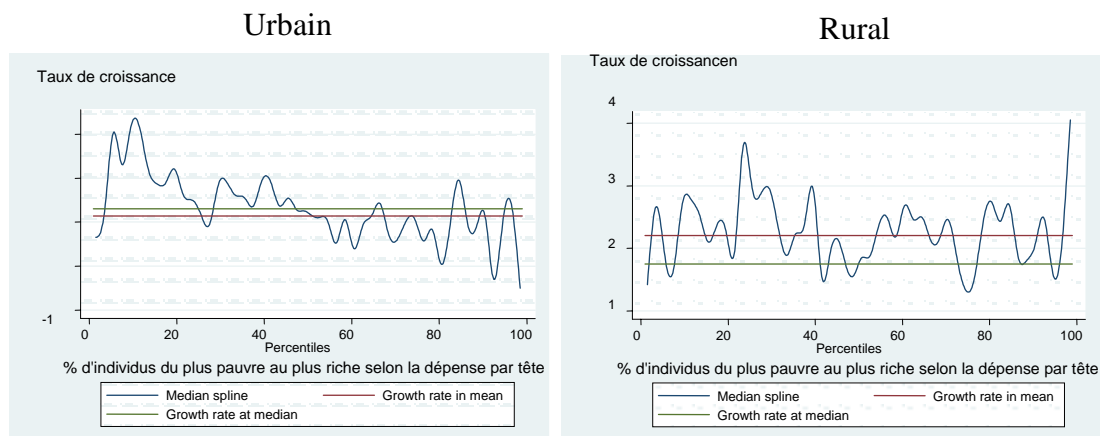 Urbain
Taux de croissance
-1
0 20 40 60 80 100
Percentiles
% d'individus du plus pauvre au plus riche selon la dépense par tête
Median spline
Growth rate in mean
Growth rate at median
Rural
Taux de croissancen
4
3
2
1
0 20 40 60 80 100
Percentiles
% d'individus du plus pauvre au plus riche selon la dépense par tête
Median spline
Growth rate in mean
Growth rate at median